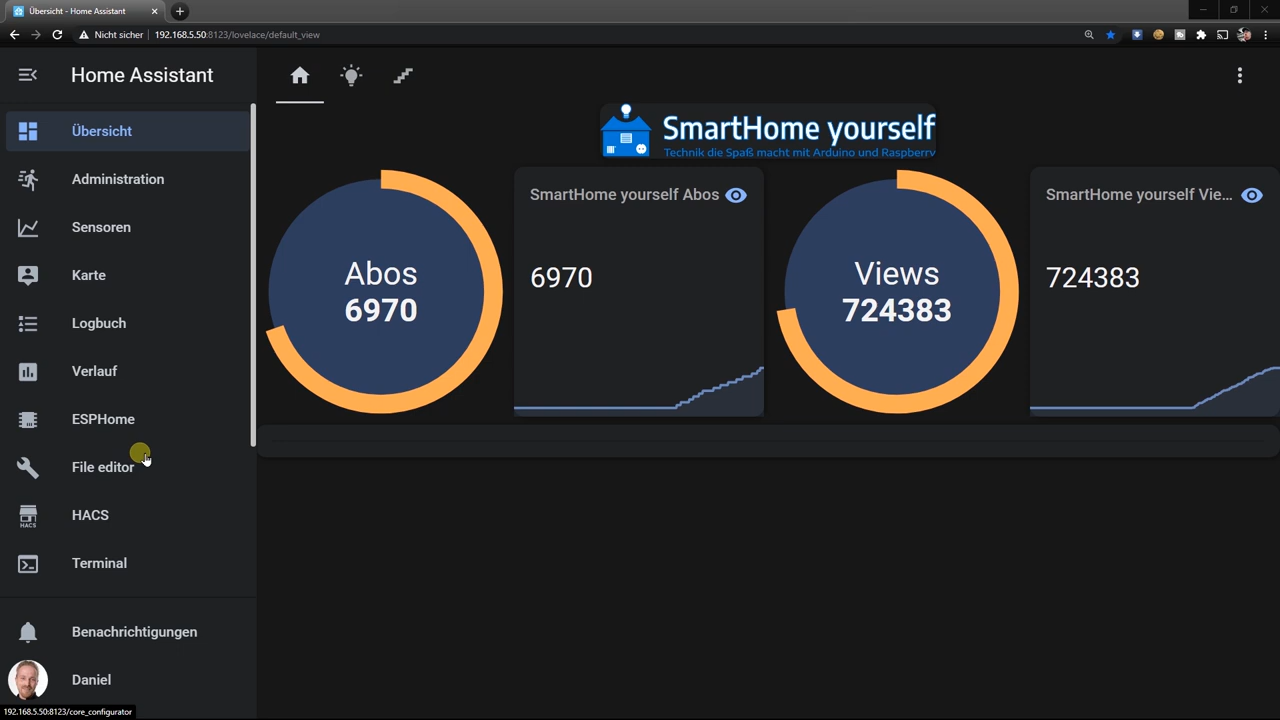 Übersicht - Home Assistant
Nicht sicher
192.168.5.50:8123/lovelace/default_view
Home Assistant
Übersicht
Administration
Sensoren
Karte
Logbuch
Verlauf
ESPHome
File editor
HACS
HACS
Terminal
Benachrichtigungen
Daniel
192.168.5.50:8123/core_configurator
SmartHome yourself
Technik die Spaß macht mit Arduino und Raspberry
Abos
6970
SmartHome yourself Abos
6970
Views
724383
SmartHome yourself Vie...
724383